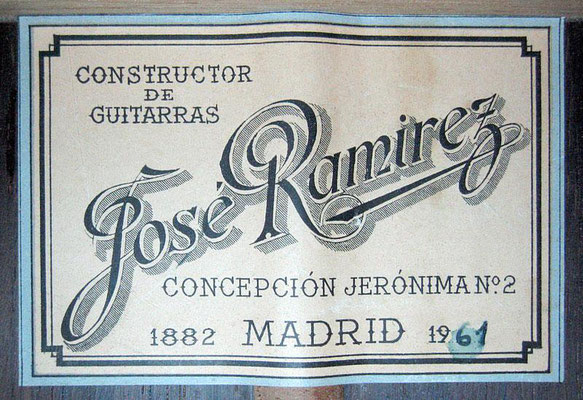 CONSTRUCTOR
DE
GUITARRAS
José Ramirez
CONCEPCIÓN JERÓNIMA Nº 2
1882 MADRID 1961